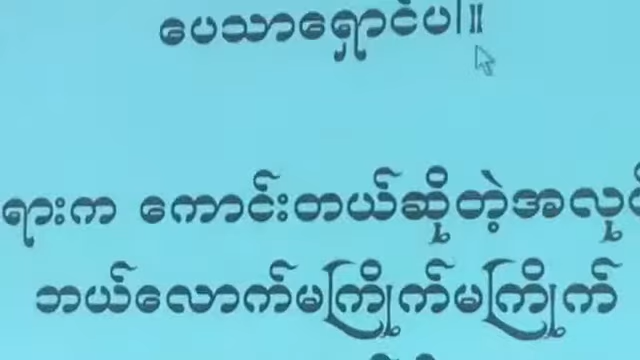 ပေသာရှောင်ပါ။
ရားက ကောင်းတယ်ဆိုတဲ့အလုပ်
ဘယ်လောက်မကြိုက်မကြိုက်